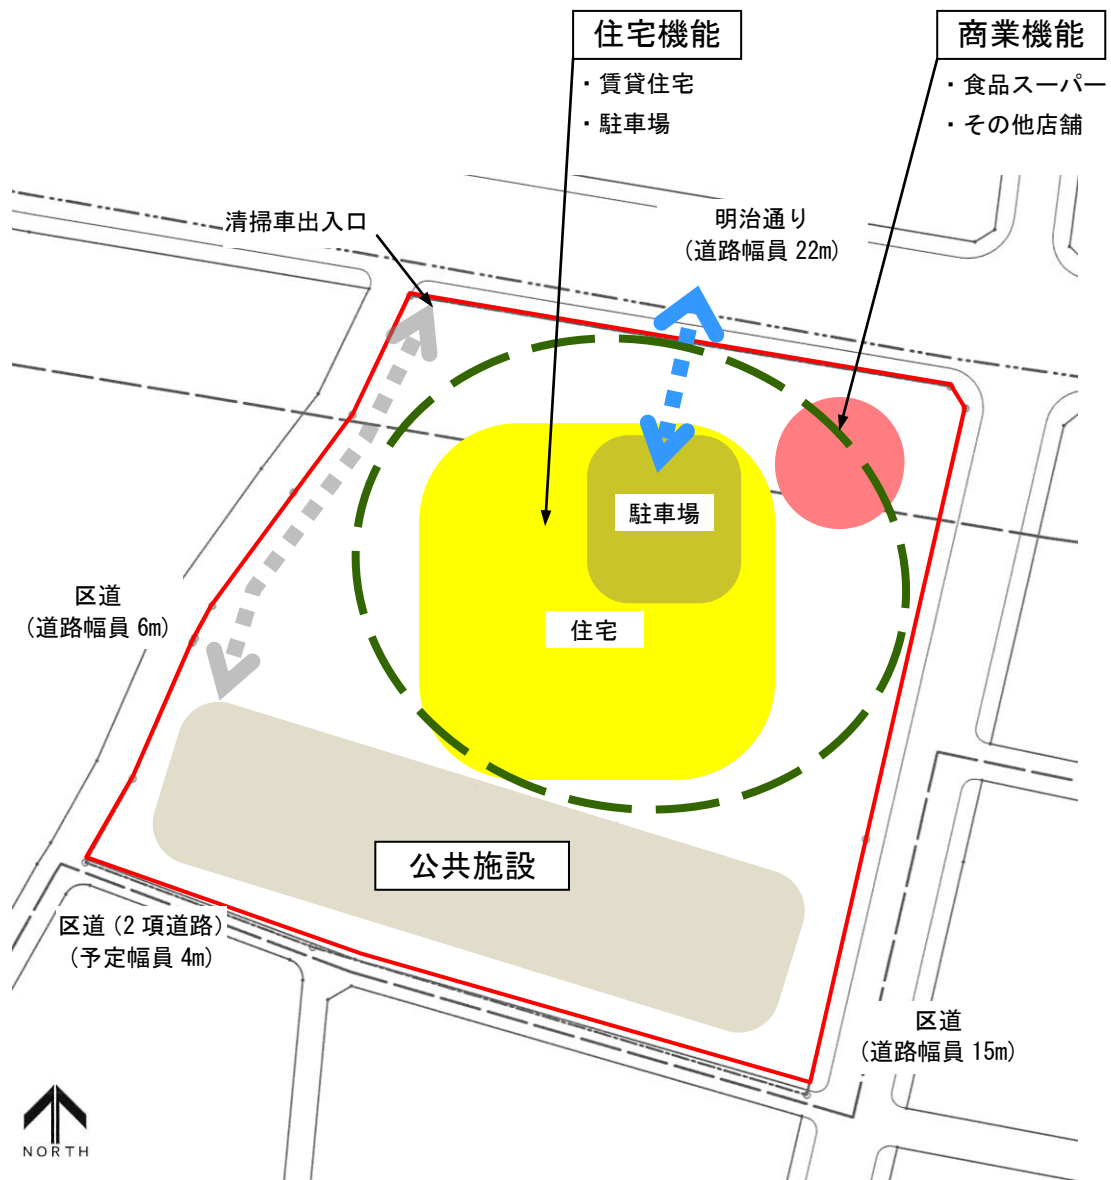 住宅機能
・賃貸住宅
・駐車場
商業機能
・食品スーパー
・その他店舗
清掃車出入口
明治通り
(道路幅員 22m)
駐車場
区道
(道路幅員 6m)
住宅
公共施設
区道(2 項道路)
(予定幅員 4m)
区道
(道路幅員 15m)
NORTH